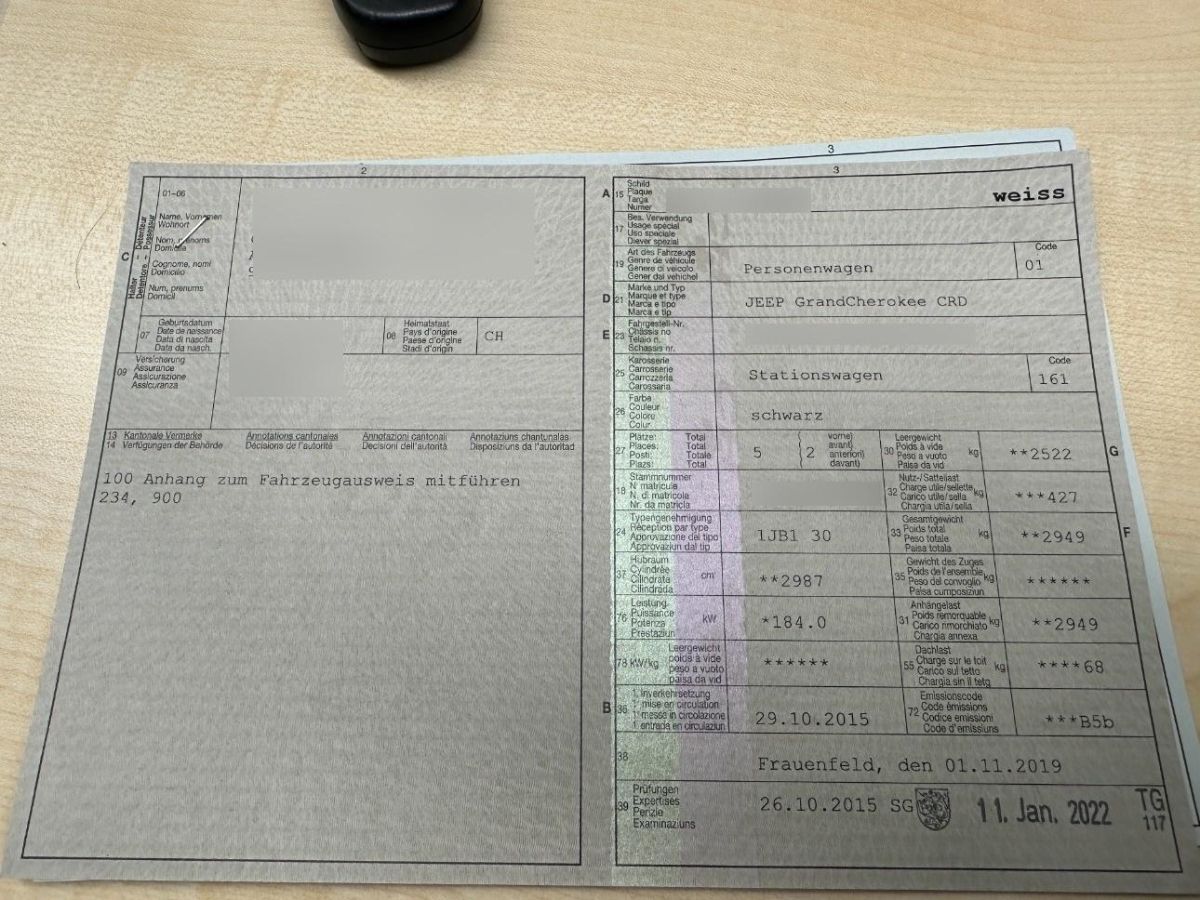 3
2
01-06
Name, Vornamen
Wohnort
Nom, prénoms
Domicile
Cognome, nomi
Domicilio
Num, prenums
Domicil
C
Halter - Détenteur
Detentore - Possessur
07
Geburtsdatum
Date de naissance
Data di nascita
Data da nasch.
08
Heimatstaat
Pays d'origine
Paese d'origine
Stadi d'origin
CH
09
Versicherung
Assurance
Assicurazione
Assicuranza
13 Kantonale Vermerke Annotations cantonales Annotazioni cantonali Annotaziuns chantunalas
14 Verfügungen der Behörde Décisions de l'autorité Decisioni dell'autorità Disposiziuns da l'autoritad
100 Anhang zum Fahrzeugausweis mitführen
234, 900
3
A 15
Schild
Plaque
Targa
Numer
weiss
17
Bes. Verwendung
Usage spécial
Uso speciale
Diever spezial
19
Art des Fahrzeugs
Genre de véhicule
Genere di veicolo
Gener dal vehichel
Personenwagen
Code
01
D 21
Marke und Typ
Marque et type
Marca e tipo
Marca e tip
JEEP GrandCherokee CRD
E 23
Fahrgestell-Nr.
Châssis no
Telaio n.
Schassis nr.
25
Karosserie
Carrosserie
Carrozzeria
Carossaria
Stationswagen
Code
161
26
Farbe
Couleur
Colore
Colur
schwarz
27
Plätze: Total
Places: Total
Posti: Totale
Plazs: Total
5
2
vorne)
avant)
anteriori)
davant)
30
Leergewicht
Poids à vide
Peso a vuoto
Paisa da vid
kg
**2522
G
18
Stammnummer
N° matricule
N. di matricola
Nr. da matricla
32
Nutz-/Sattellast
Charge utile/sellette
Carico utile/sella
Chargia utila/sella
kg
***427
24
Typengenehmigung
Réception par type
Approvazione del tipo
Approvaziun dal tip
1JB1 30
33
Gesamtgewicht
Poids total
Peso totale
Paisa totala
kg
**2949
F
37
Hubraum
Cylindrée
Cilindrata
Cilindrada
cm³
**2987
35
Gewicht des Zuges
Poids de l'ensemble
Peso del convoglio
Paisa cumposiziun
kg
******
76
Leistung
Puissance
Potenza
Prestaziun
kW
*184.0
31
Anhängelast
Poids remorquable
Carico rimorchiato
Chargia annexa
kg
**2949
78 kW/kg
Leergewicht
poids à vide
peso a vuoto
paisa da vid
******
55
Dachlast
Charge sur le toit
Carico sul tetto
Chargia sin il tetg
kg
****68
B 36
1. Inverkehrsetzung
1re mise en circulation
1a messa in circolazione
1a entrada en circulaziun
29.10.2015
72
Emissionscode
Code émissions
Codice emissioni
Code d'emissiuns
***B5b
38
Frauenfeld, den 01.11.2019
39
Prüfungen
Expertises
Perizie
Examinaziuns
26.10.2015 SG
11. Jan. 2022
TG
117